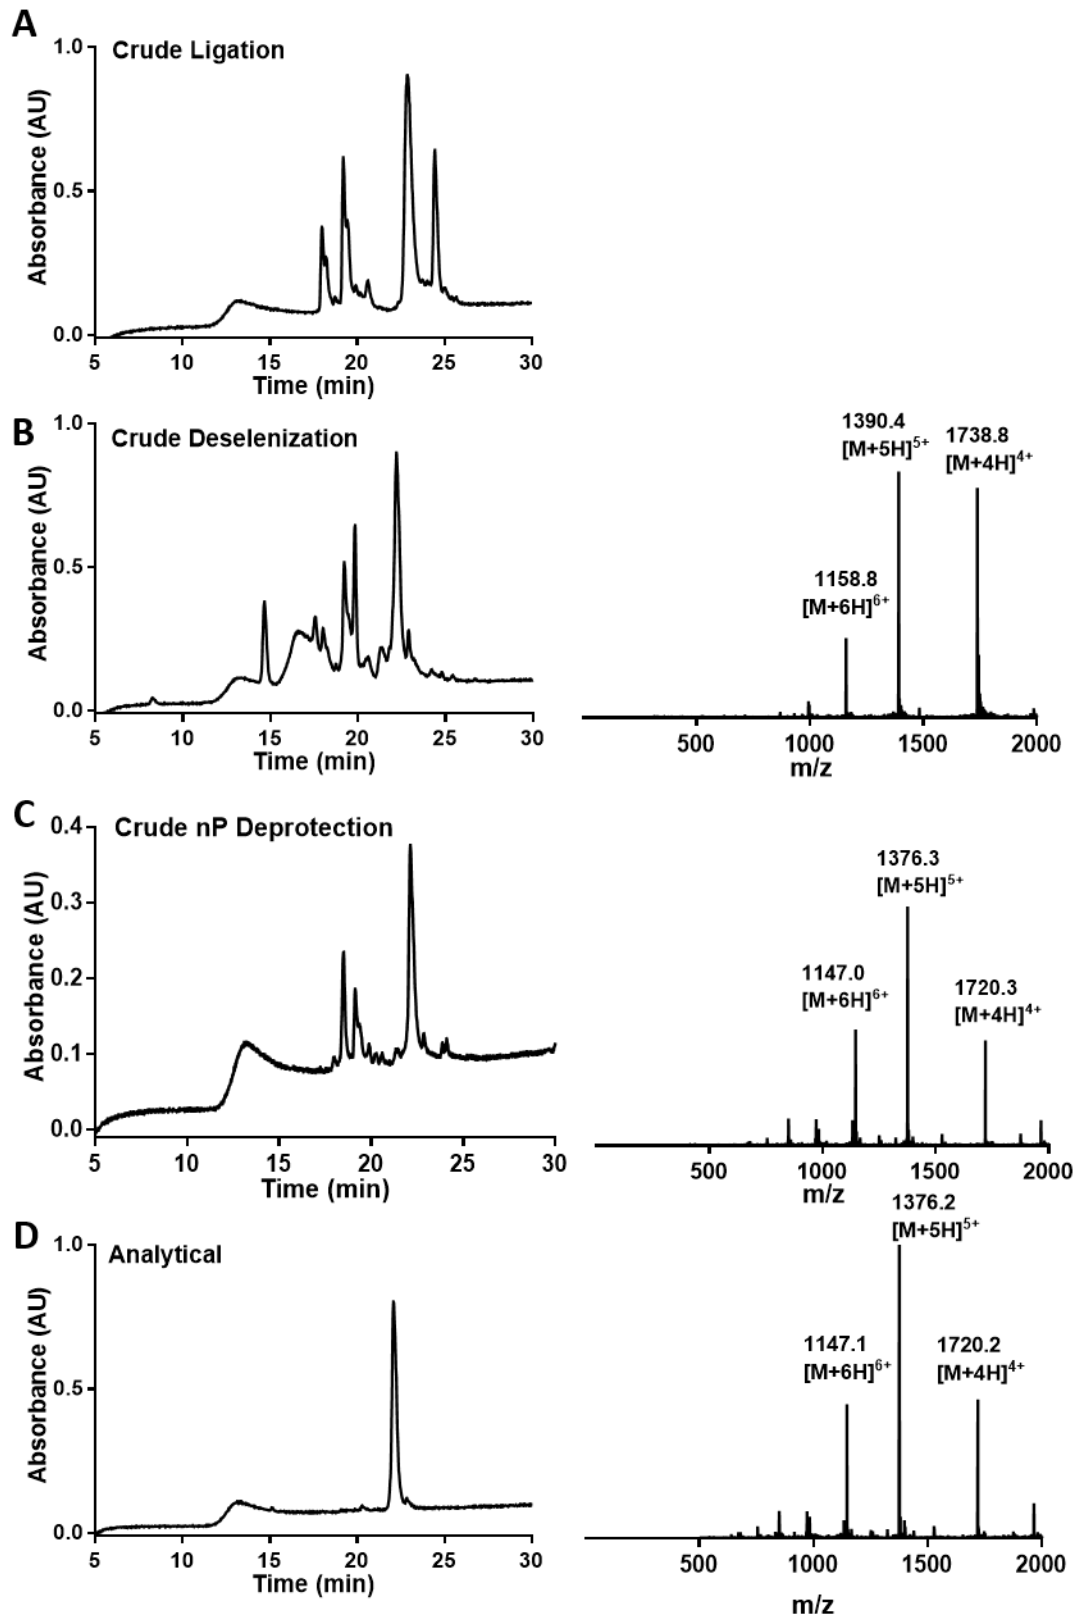 A
Crude Ligation
Absorbance (AU)
1.0
0.5
0.0
5 10 15 20 25 30
Time (min)
B
Crude Deselenization
Absorbance (AU)
1.0
0.5
0.0
5 10 15 20 25 30
Time (min)
1390.4
[M+5H]5+
1738.8
[M+4H]4+
1158.8
[M+6H]6+
500 1000 1500 2000
m/z
C
Crude nP Deprotection
Absorbance (AU)
0.4
0.3
0.2
0.1
0.0
5 10 15 20 25 30
Time (min)
1376.3
[M+5H]5+
1147.0
[M+6H]6+
1720.3
[M+4H]4+
500 1000 1500 2000
m/z
D
Analytical
Absorbance (AU)
1.0
0.5
0.0
5 10 15 20 25 30
Time (min)
1376.2
[M+5H]5+
1147.1
[M+6H]6+
1720.2
[M+4H]4+
500 1000 1500 2000
m/z